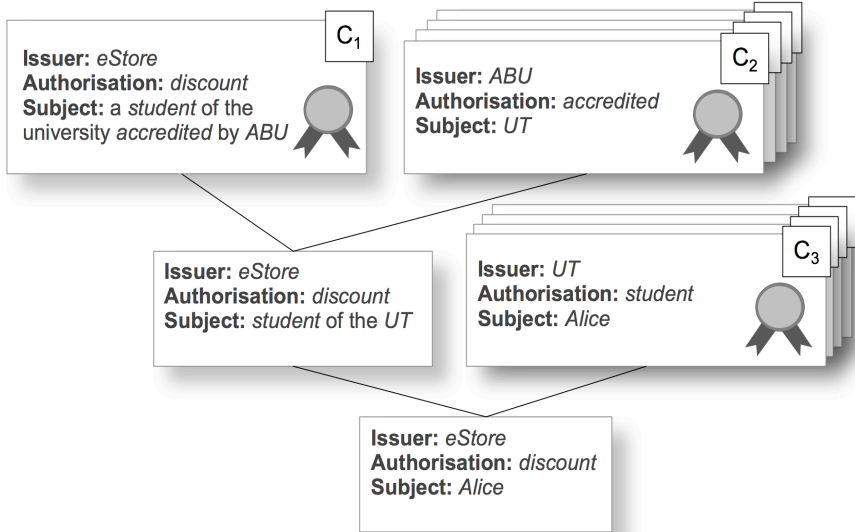 C1
Issuer: eStore
Authorisation: discount
Subject: a student of the
university accredited by ABU
C2
Issuer: ABU
Authorisation: accredited
Subject: UT
Issuer: eStore
Authorisation: discount
Subject: student of the UT
C3
Issuer: UT
Authorisation: student
Subject: Alice
Issuer: eStore
Authorisation: discount
Subject: Alice